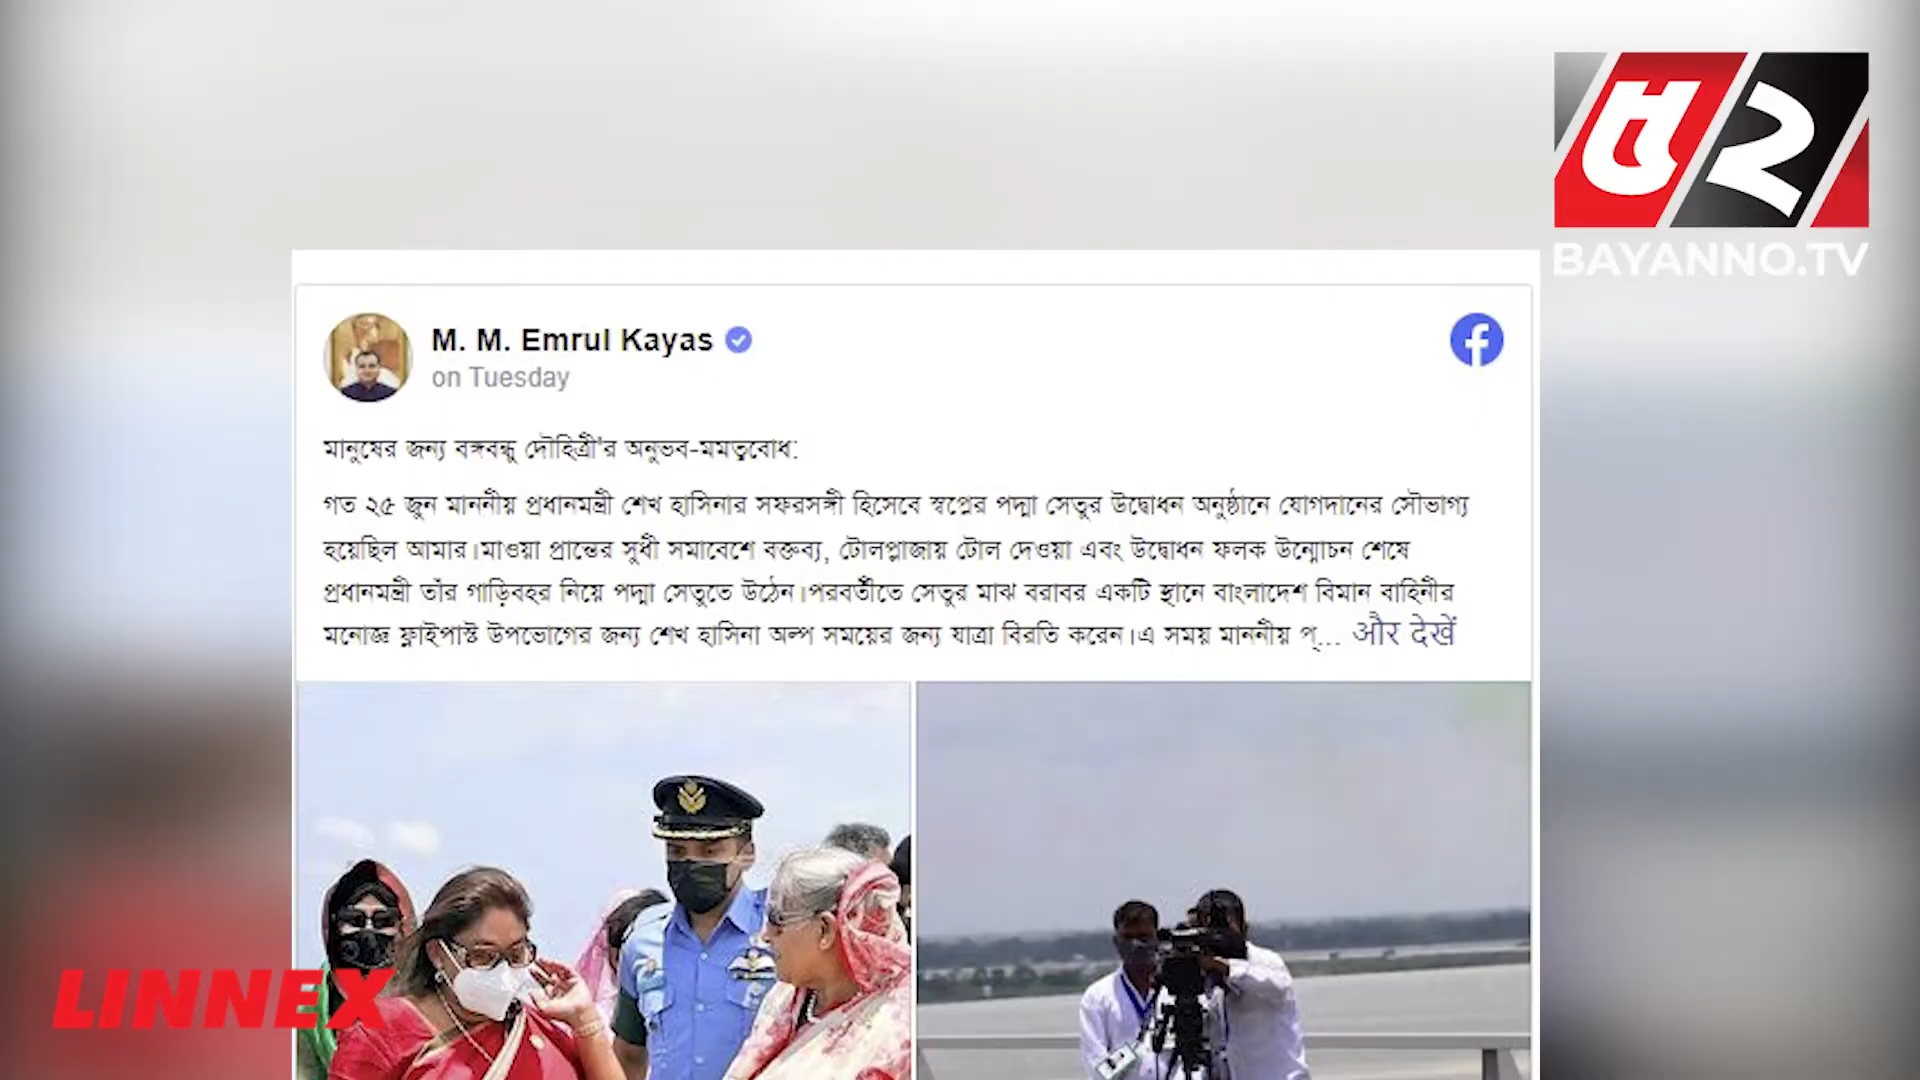 ৫২
BAYANNO.TV
M. M. Emrul Kayas
on Tuesday
মানুষের জন্য বঙ্গবন্ধু দৌহিত্রী'র অনুভব-মমত্ববোধ:
গত ২৫ জুন মাননীয় প্রধানমন্ত্রী শেখ হাসিনার সফরসঙ্গী হিসেবে স্বপ্নের পদ্মা সেতুর উদ্বোধন অনুষ্ঠানে যোগদানের সৌভাগ্য
হয়েছিল আমার।মাওয়া প্রান্তের সুধী সমাবেশে বক্তব্য, টোলপ্লাজায় টোল দেওয়া এবং উদ্বোধন ফলক উন্মোচন শেষে
প্রধানমন্ত্রী তাঁর গাড়িবহর নিয়ে পদ্মা সেতুতে উঠেন।পরবর্তীতে সেতুর মাঝ বরাবর একটি স্থানে বাংলাদেশ বিমান বাহিনীর
মনোজ্ঞ ফ্লাইপাস্ট উপভোগের জন্য শেখ হাসিনা অল্প সময়ের জন্য যাত্রা বিরতি করেন।এ সময় মাননীয় প্... और देखें
LINNEX